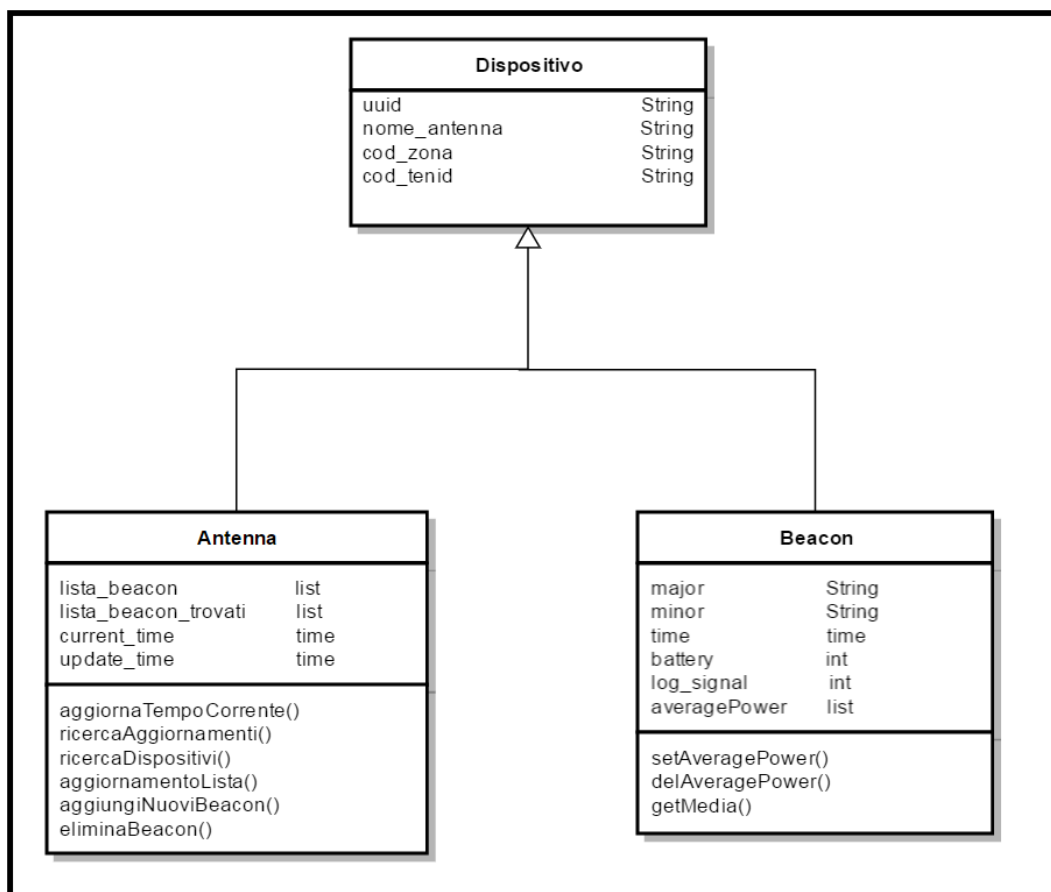 Dispositivo
uuid String
nome_antenna String
cod_zona String
cod_tenid String
Antenna
lista_beacon list
lista_beacon_trovati list
current_time time
update_time time
aggiornaTempoCorrente()
ricercaAggiornamenti()
ricercaDispositivi()
aggiornamentoLista()
aggiungiNuoviBeacon()
eliminaBeacon()
Beacon
major String
minor String
time time
battery int
log_signal int
averagePower list
setAveragePower()
delAveragePower()
getMedia()